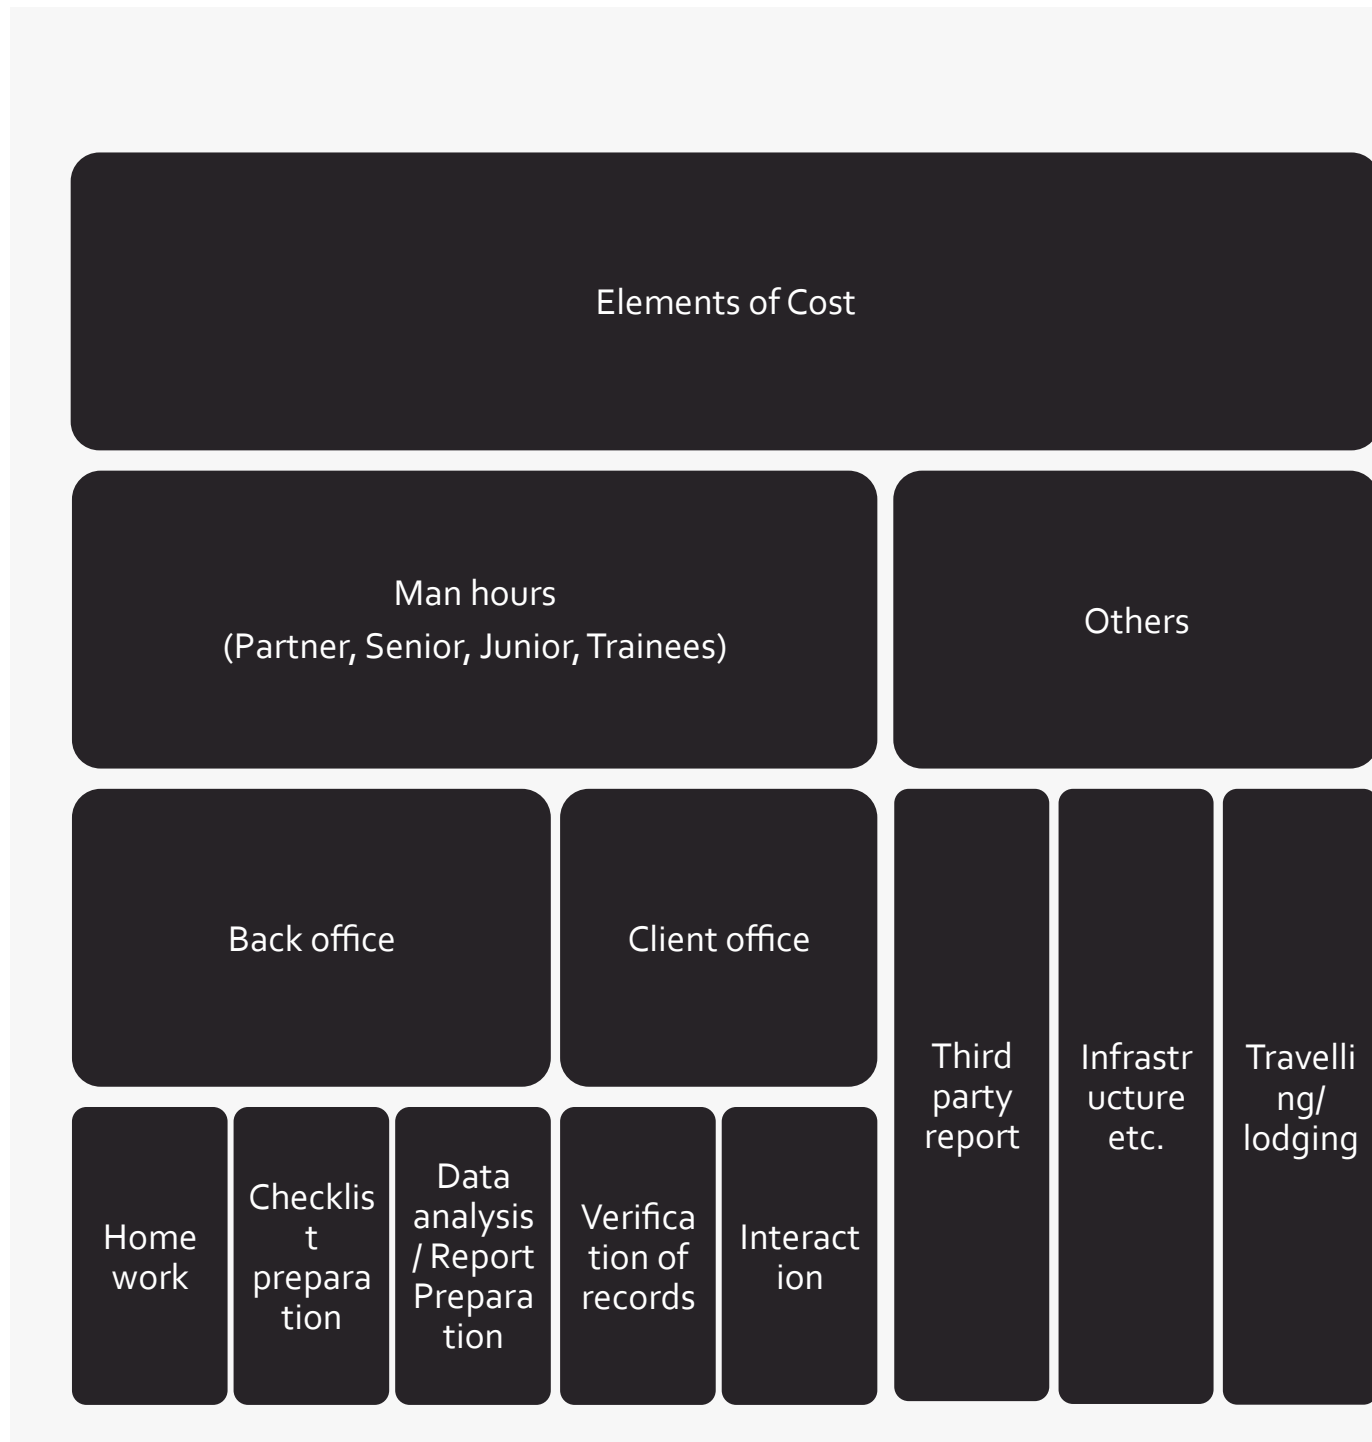 Elements of Cost
Man hours
(Partner, Senior, Junior, Trainees)
Others
Back office
Client office
Third
party
report
Infrastr
ucture
etc.
Travelli
ng/
lodging
Home
work
Checklis
t
prepara
tion
Data
analysis
/ Report
Prepara
tion
Verifica
tion of
records
Interact
ion